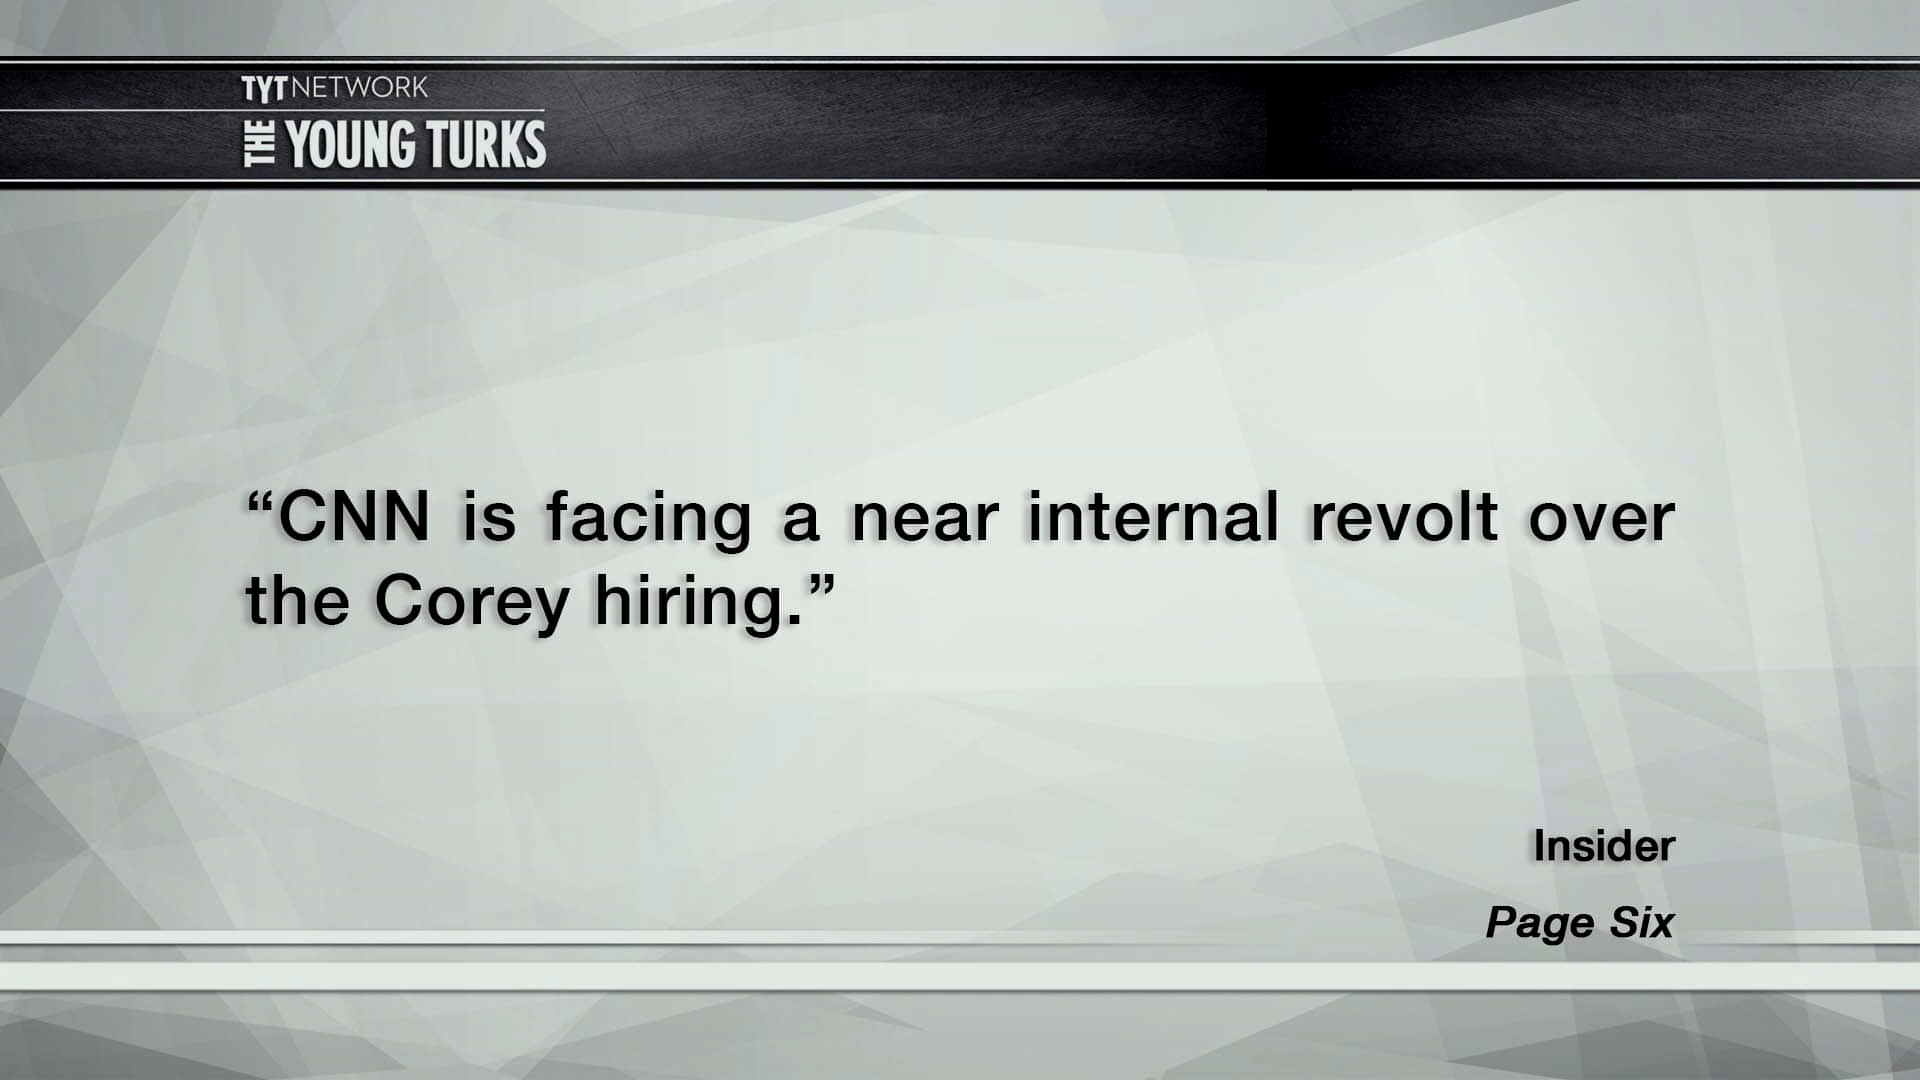 TYT NETWORK
THE YOUNG TURKS
“CNN is facing a near internal revolt over
the Corey hiring.”
Insider
Page Six